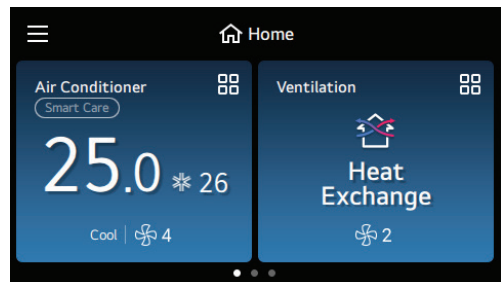 Home
Air Conditioner
Smart Care
25.0 26
Cool 4
Ventilation
Heat
Exchange
2